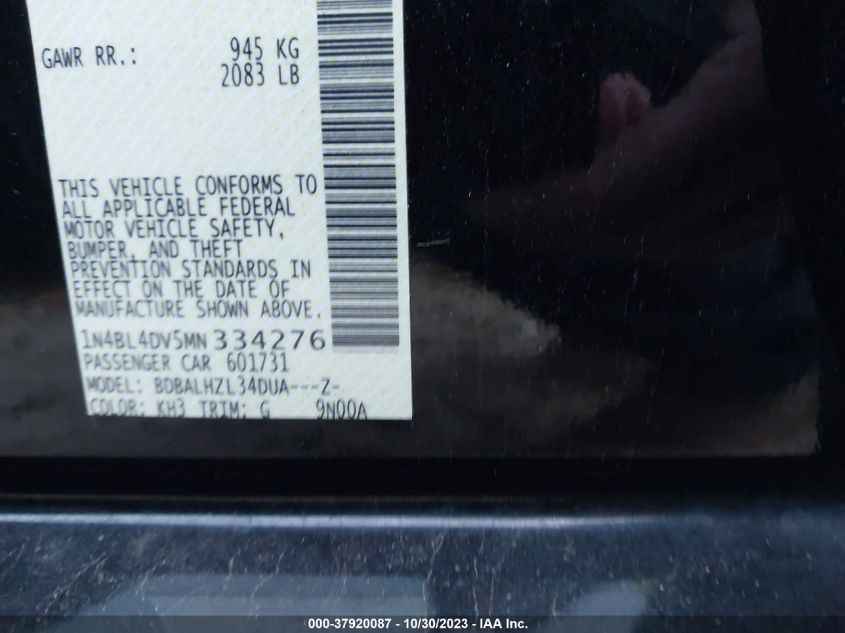 GAWR RR.: 945 KG
2083 LB
THIS VEHICLE CONFORMS TO
ALL APPLICABLE FEDERAL
MOTOR VEHICLE SAFETY,
BUMPER, AND THEFT
PREVENTION STANDARDS IN
EFFECT ON THE DATE OF
MANUFACTURE SHOWN ABOVE.
1N4BL4DV5MN334276
PASSENGER CAR 601731
MODEL: BDBALHZL34DUA---Z-
COLOR: KH3 TRIM: G 9N00A
000-37920087 - 10/30/2023 - IAA Inc.